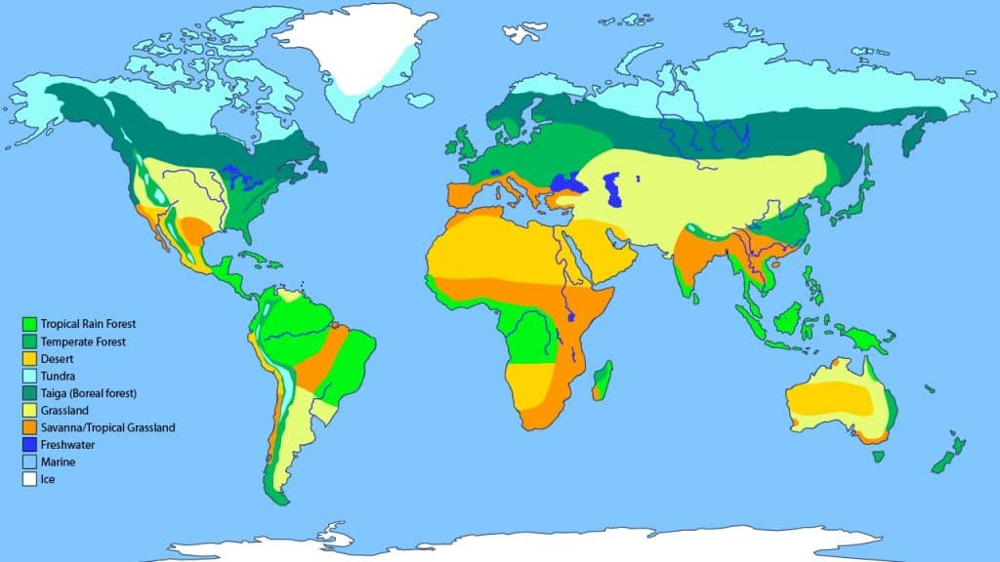 Tropical Rain Forest
Temperate Forest
Desert
Tundra
Taiga (Boreal forest)
Grassland
Savanna/Tropical Grassland
Freshwater
Marine
Ice